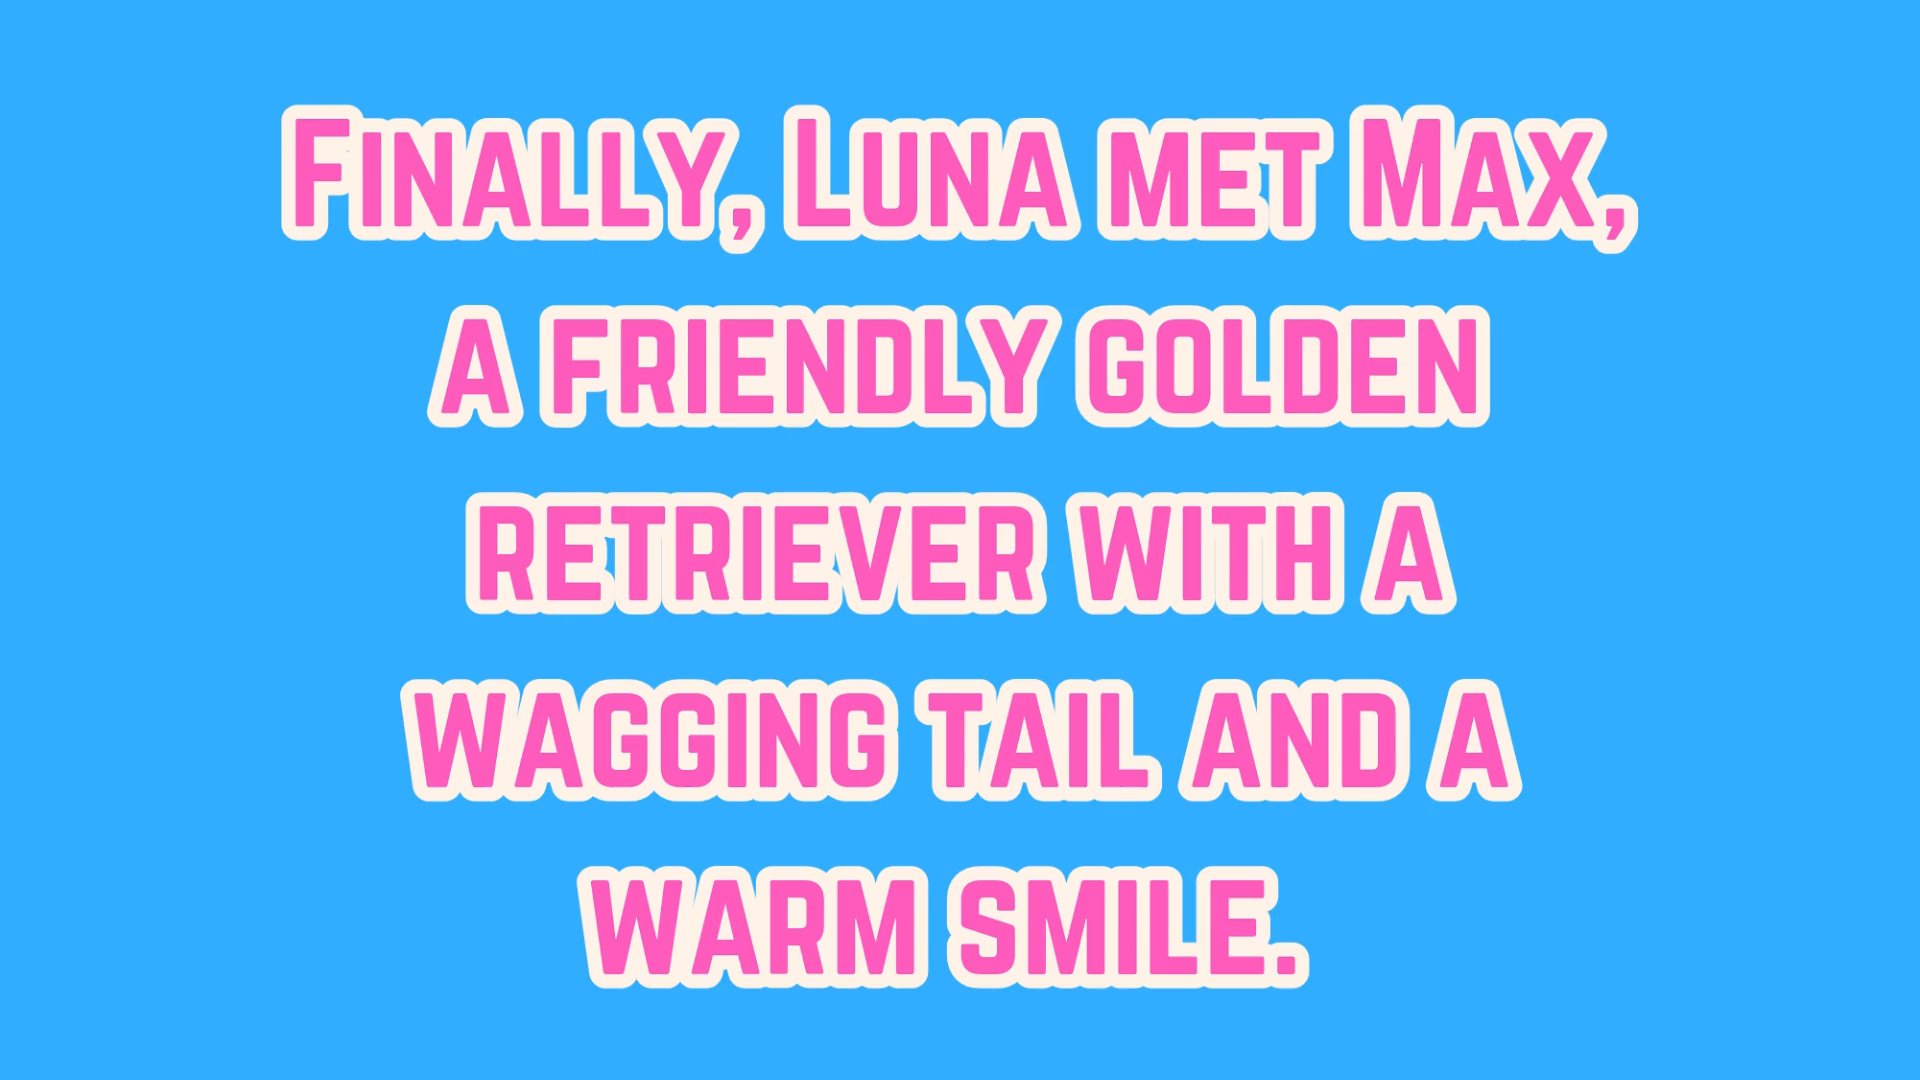 Finally, Luna met Max,
a friendly golden
retriever with a
wagging tail and a
warm smile.